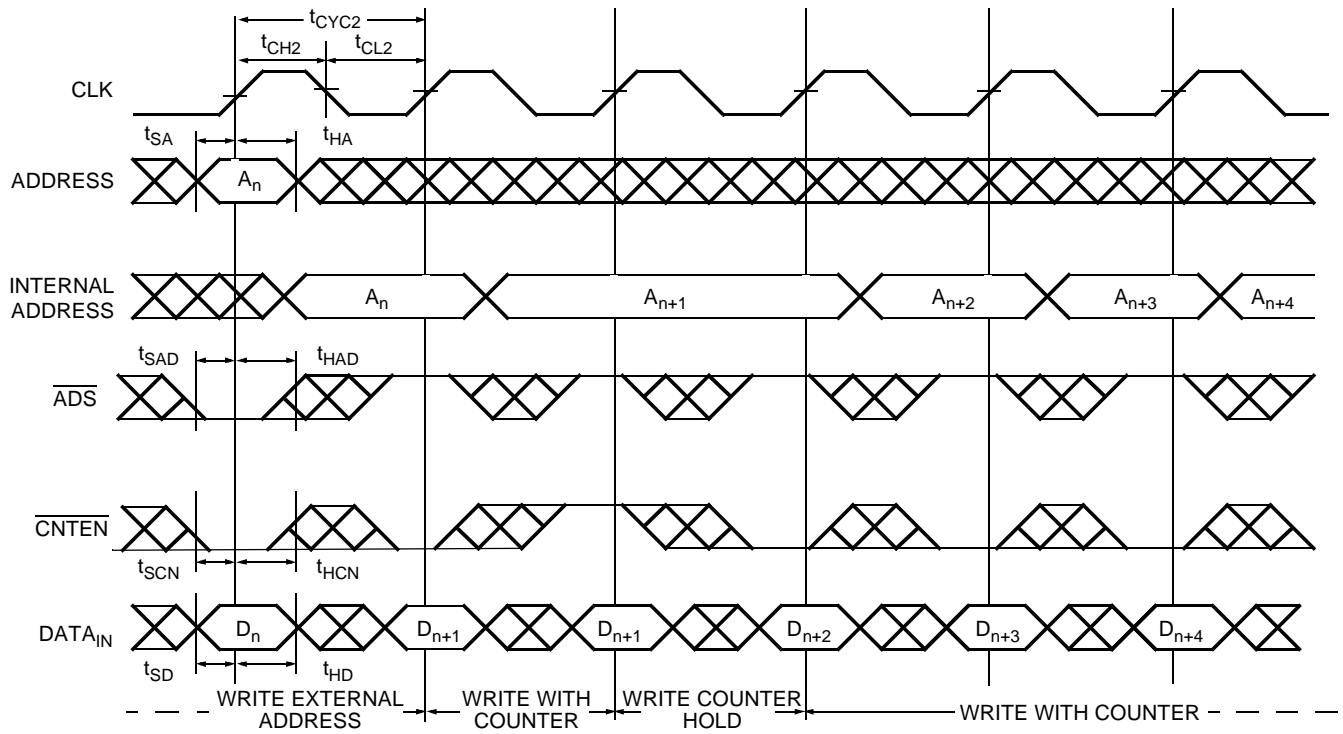 tCYC2
tCH2 tCL2
CLK
tSA tHA
ADDRESS An
INTERNAL
ADDRESS
An An+1 An+2 An+3 An+4
tSAD tHAD
ADS
CNTEN
tSCN tHCN
DATAIN Dn Dn+1 Dn+1 Dn+2 Dn+3 Dn+4
tSD tHD
WRITE EXTERNAL
ADDRESS
WRITE WITH
COUNTER
WRITE COUNTER
HOLD
WRITE WITH COUNTER